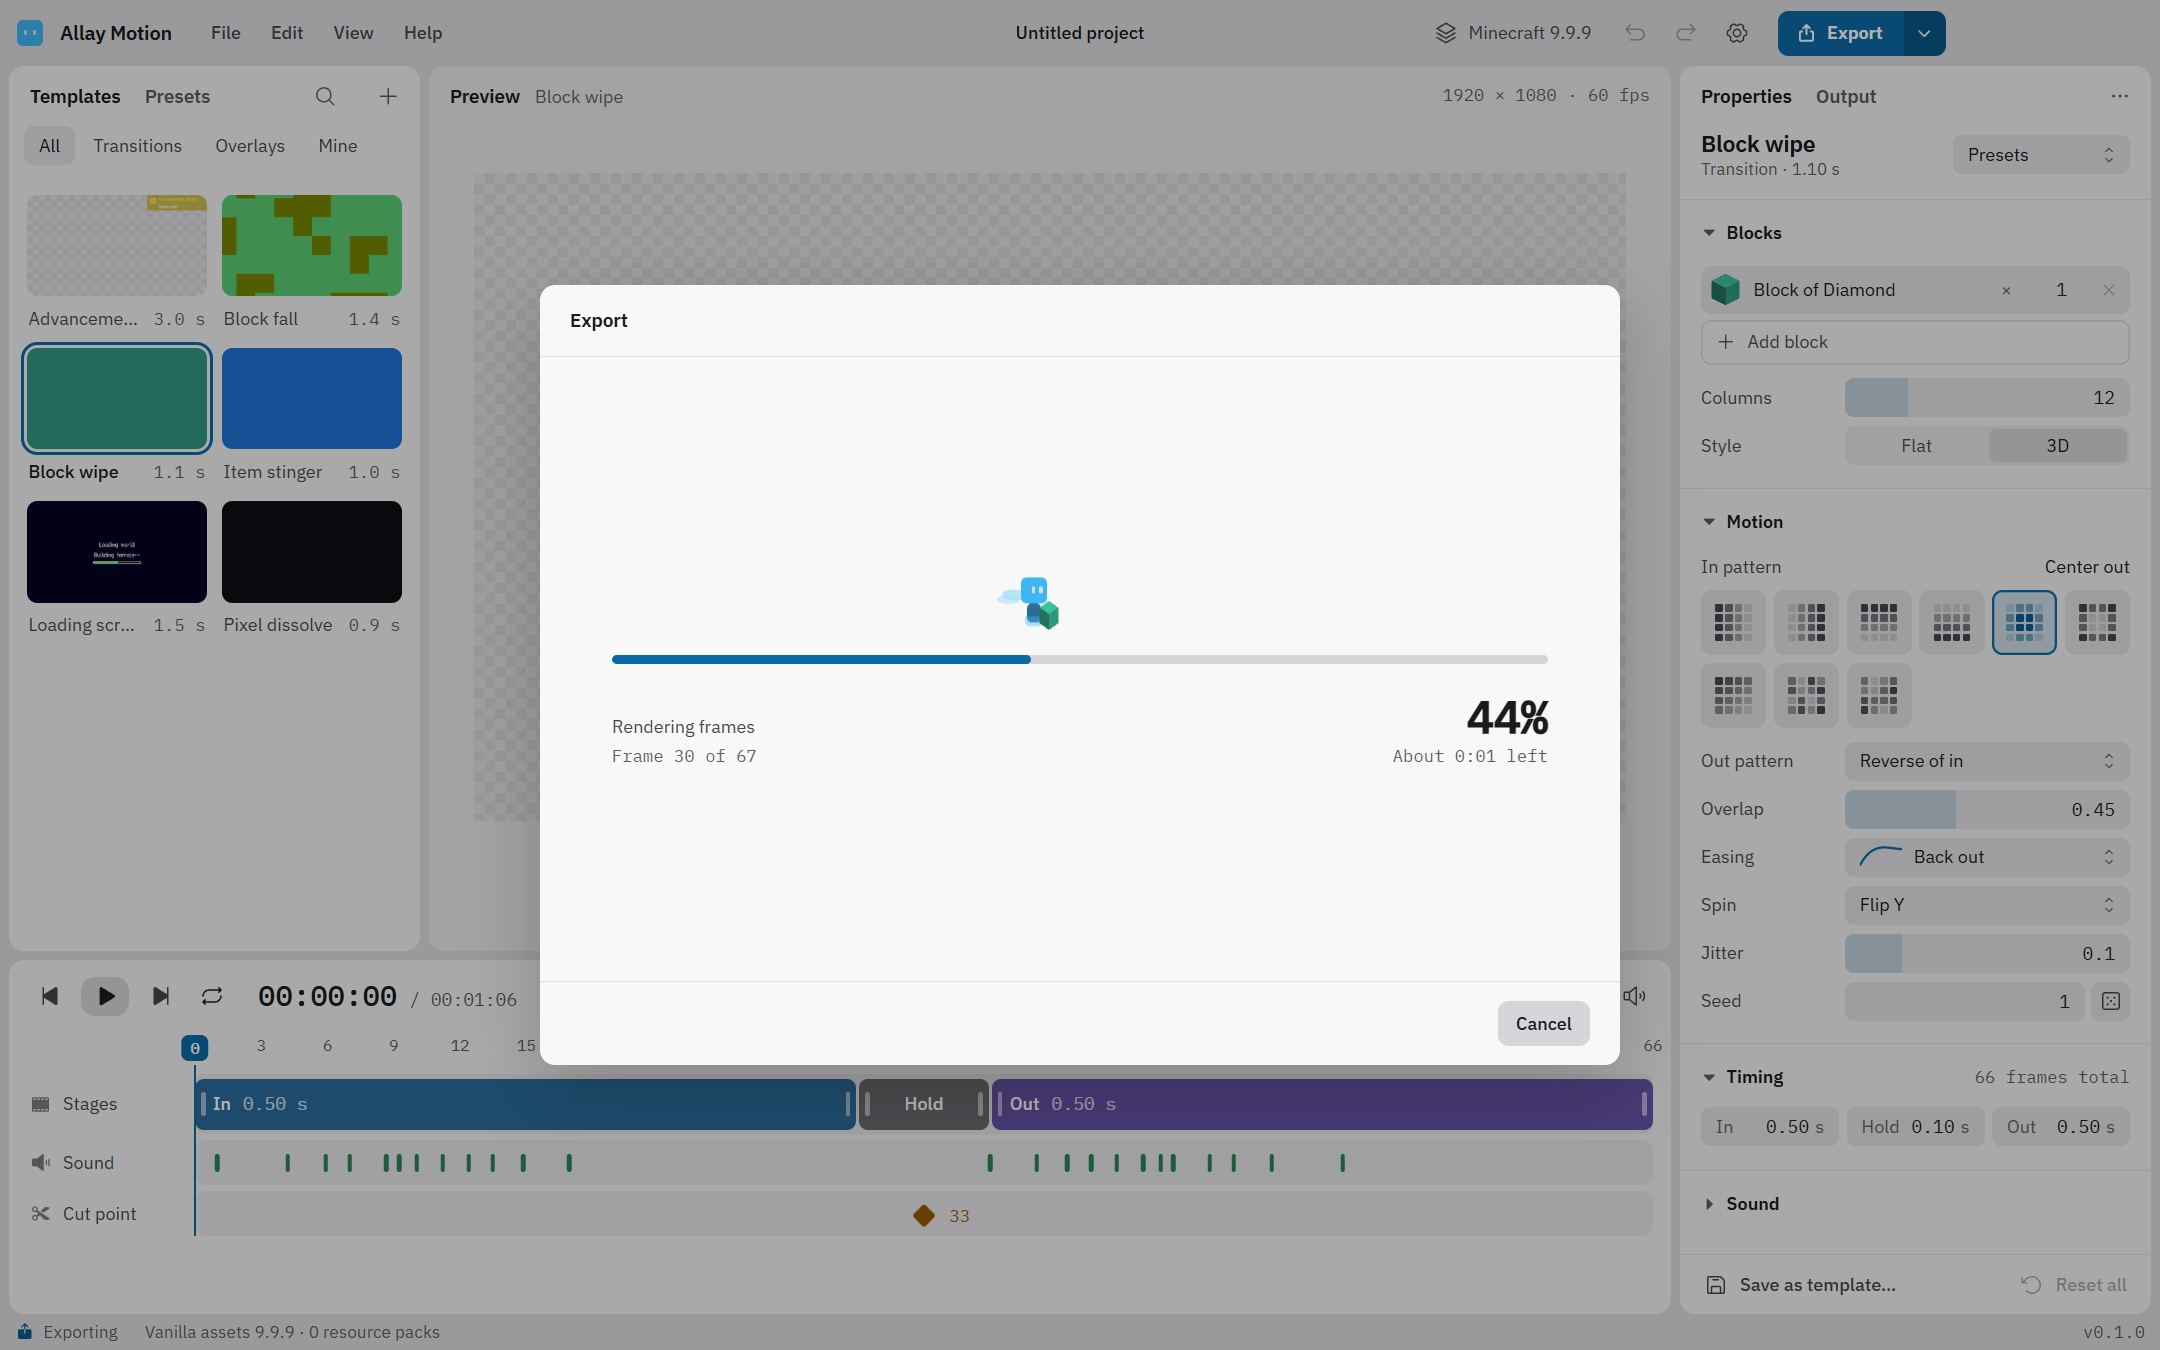 Allay Motion
File
Edit
View
Help
Untitled project
Minecraft 9.9.9
Export
Templates
Presets
All
Transitions
Overlays
Mine
Advanceme... 3.0 s
Block fall 1.4 s
Block wipe 1.1 s
Item stinger 1.0 s
Loading world
Building terrain
Loading scr... 1.5 s
Pixel dissolve 0.9 s
Preview Block wipe
1920 × 1080 · 60 fps
Export
Rendering frames
44%
Frame 30 of 67
About 0:01 left
Cancel
Properties
Output
Block wipe
Transition · 1.10 s
Presets
Blocks
Block of Diamond × 1
Add block
Columns 12
Style Flat 3D
Motion
In pattern Center out
Out pattern Reverse of in
Overlap 0.45
Easing Back out
Spin Flip Y
Jitter 0.1
Seed 1
Timing 66 frames total
In 0.50 s
Hold 0.10 s
Out 0.50 s
Sound
Save as template...
Reset all
00:00:00 / 00:01:06
0 3 6 9 12 15 66
Stages
In 0.50 s
Hold
Out 0.50 s
Sound
Cut point
33
Exporting
Vanilla assets 9.9.9 · 0 resource packs
v0.1.0